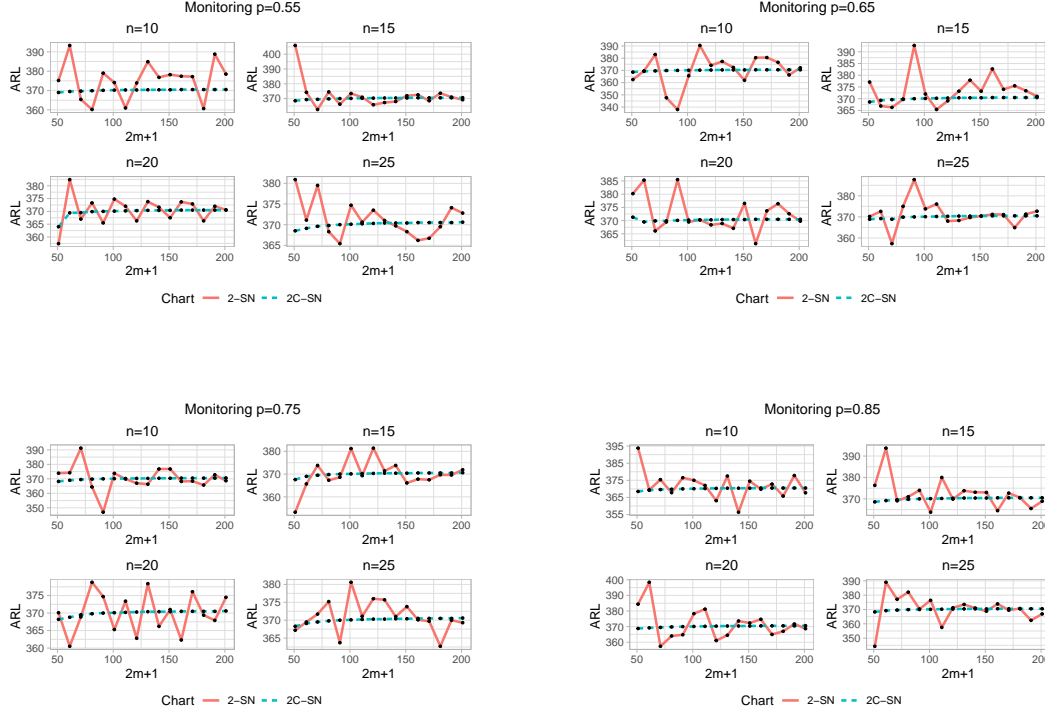 Monitoring p=0.55
n=10
n=15
ARL
390
380
370
360
50
100
150
200
2m+1
ARL
400
390
380
370
50
100
150
200
2m+1
n=20
n=25
ARL
380
375
370
365
360
50
100
150
200
2m+1
ARL
380
375
370
365
50
100
150
200
2m+1
Chart 2-SN 2C-SN
Monitoring p=0.65
n=10
n=15
ARL
390
380
370
360
350
340
50
100
150
200
2m+1
ARL
390
385
380
375
370
365
50
100
150
200
2m+1
n=20
n=25
ARL
385
380
375
370
365
50
100
150
200
2m+1
ARL
380
370
360
50
100
150
200
2m+1
Chart 2-SN 2C-SN
Monitoring p=0.75
n=10
n=15
ARL
390
380
370
360
350
50
100
150
200
2m+1
ARL
380
370
360
50
100
150
200
2m+1
n=20
n=25
ARL
375
370
365
360
50
100
150
200
2m+1
ARL
380
375
370
365
50
100
150
200
2m+1
Chart 2-SN 2C-SN
Monitoring p=0.85
n=10
n=15
ARL
395
385
375
365
355
50
100
150
200
2m+1
ARL
390
380
370
50
100
150
200
2m+1
n=20
n=25
ARL
400
390
380
370
360
50
100
150
200
2m+1
ARL
390
380
370
360
350
50
100
150
200
2m+1
Chart 2-SN 2C-SN